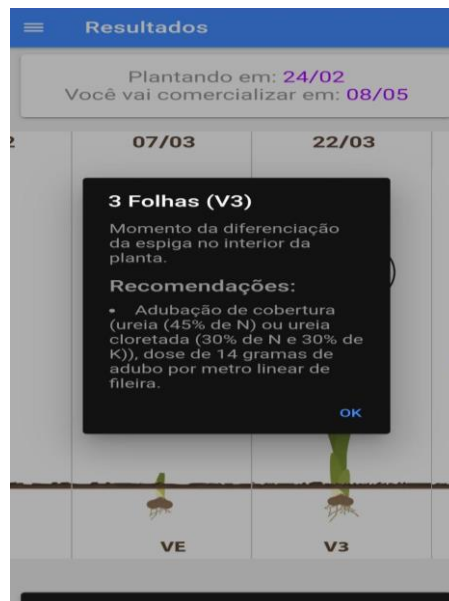 Resultados
Plantando em: 24/02
Você vai comercializar em: 08/05
07/03
22/03
3 Folhas (V3)
Momento da diferenciação
da espiga no interior da
planta.
Recomendações:
• Adubação de cobertura
(ureia (45% de N) ou ureia
cloretada (30% de N e 30% de
K)), dose de 14 gramas de
adubo por metro linear de
fileira.
OK
VE
V3